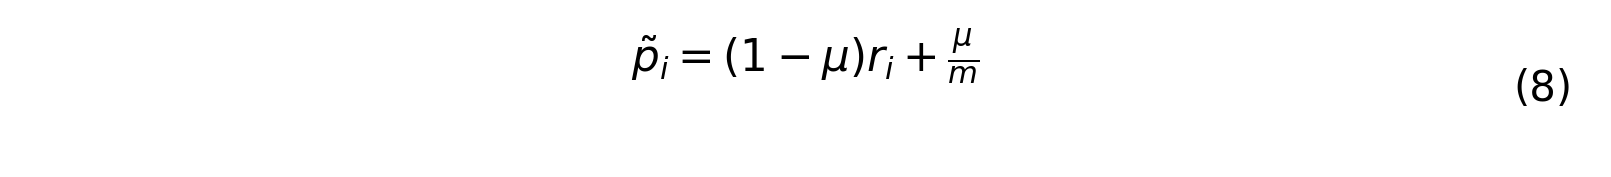 p̃ᵢ = (1 − μ)rᵢ + μ/m (8)